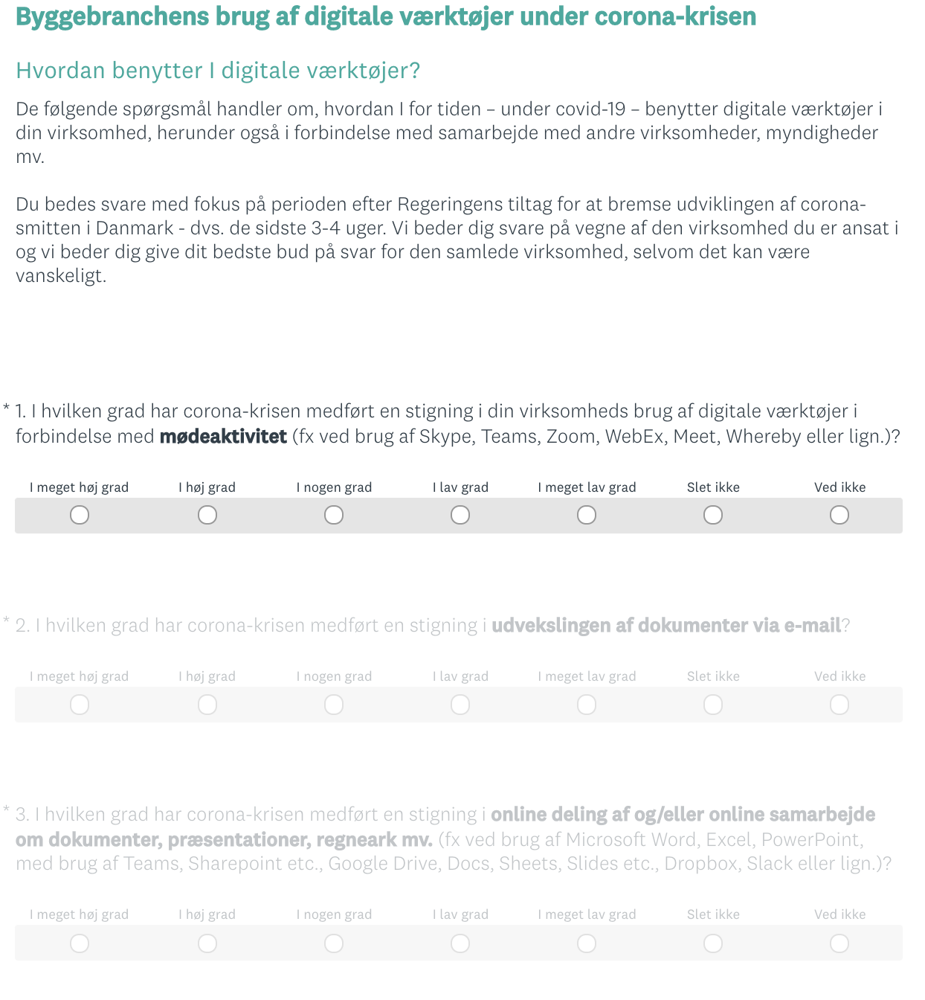 Byggebranchens brug af digitale værktøjer under corona-krisen
Hvordan benytter I digitale værktøjer?
De følgende spørgsmål handler om, hvordan I for tiden – under covid-19 – benytter digitale værktøjer i
din virksomhed, herunder også i forbindelse med samarbejde med andre virksomheder, myndigheder
mv.
Du bedes svare med fokus på perioden efter Regeringens tiltag for at bremse udviklingen af corona-
smitten i Danmark - dvs. de sidste 3-4 uger. Vi beder dig svare på vegne af den virksomhed du er ansat i
og vi beder dig give dit bedste bud på svar for den samlede virksomhed, selvom det kan være
vanskeligt.
* 1. I hvilken grad har corona-krisen medført en stigning i din virksomheds brug af digitale værktøjer i
forbindelse med mødeaktivitet (fx ved brug af Skype, Teams, Zoom, WebEx, Meet, Whereby eller lign.)?
I meget høj grad I høj grad I nogen grad I lav grad I meget lav grad Slet ikke Ved ikke
* 2. I hvilken grad har corona-krisen medført en stigning i udvekslingen af dokumenter via e-mail?
I meget høj grad I høj grad I nogen grad I lav grad I meget lav grad Slet ikke Ved ikke
* 3. I hvilken grad har corona-krisen medført en stigning i online deling af og/eller online samarbejde
om dokumenter, præsentationer, regneark mv. (fx ved brug af Microsoft Word, Excel, PowerPoint,
med brug af Teams, Sharepoint etc., Google Drive, Docs, Sheets, Slides etc., Dropbox, Slack eller lign.)?
I meget høj grad I høj grad I nogen grad I lav grad I meget lav grad Slet ikke Ved ikke